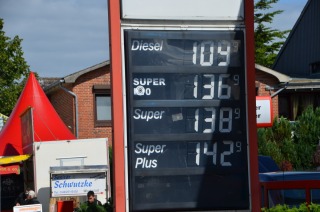 Diesel 109⁹
SUPER E10 136⁹
Super 138⁹
Super Plus 142⁹
Schwutzke